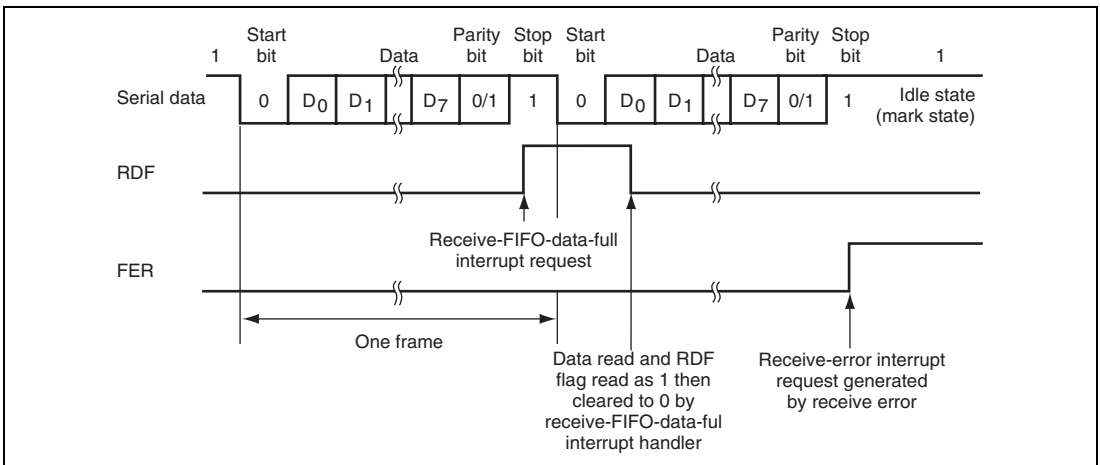 Start Parity Stop Start Parity Stop
1 bit Data bit bit bit Data bit bit 1
Serial data 0 D0 D1 D7 0/1 1 0 D0 D1 D7 0/1 1 Idle state
(mark state)
RDF
Receive-FIFO-data-full
interrupt request
FER
One frame
Data read and RDF
flag read as 1 then
cleared to 0 by
receive-FIFO-data-ful
interrupt handler
Receive-error interrupt
request generated
by receive error